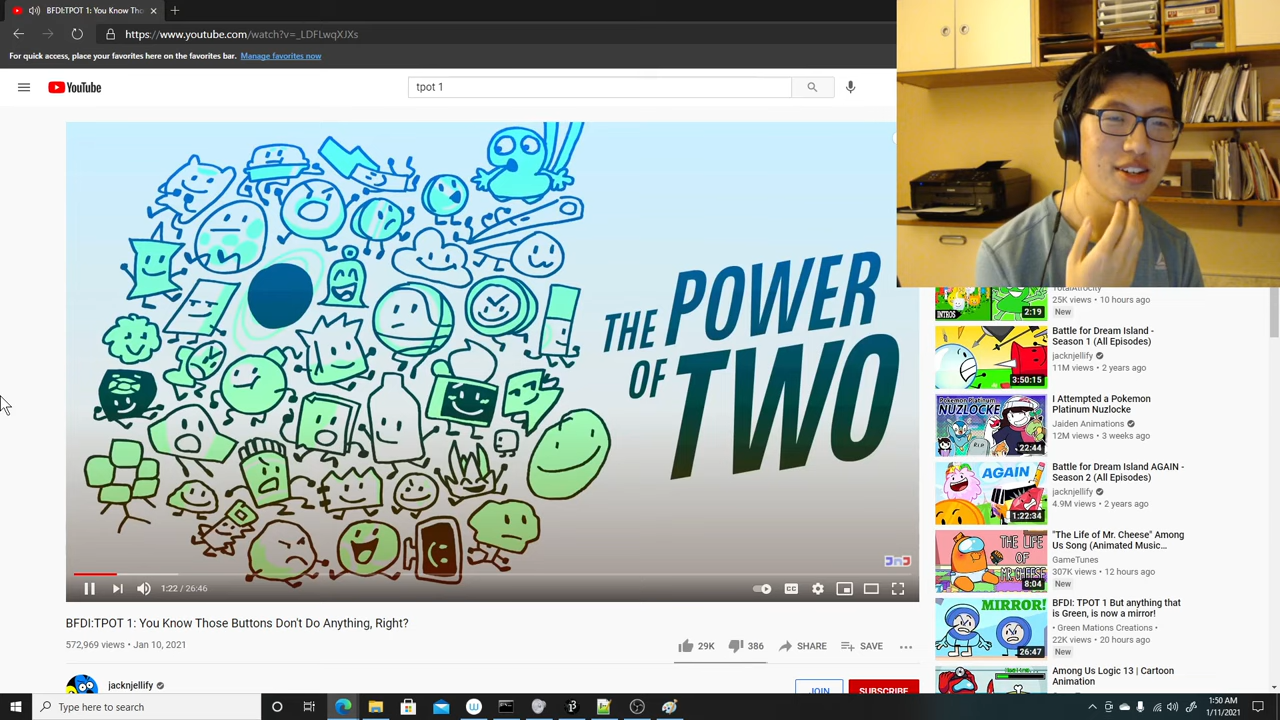 BFDI:TPOT 1: You Know Tho
https://www.youtube.com/watch?v=_LDFLwqXJXs
For quick access, place your favorites here on the favorites bar. Manage favorites now
YouTube
tpot 1
THE POWER
OF TWO
1:22 / 26:46
CC
BFDI:TPOT 1: You Know Those Buttons Don't Do Anything, Right?
572,969 views • Jan 10, 2021
29K
386
SHARE
SAVE
jacknjellify
JOIN
SUBSCRIBE
INTROS
2:19
TotalAtrocity
25K views • 10 hours ago
New
3:50:15
Battle for Dream Island -
Season 1 (All Episodes)
jacknjellify
11M views • 2 years ago
Pokemon Platinum
NUZLOCKE
R.I.P
22:44
I Attempted a Pokemon
Platinum Nuzlocke
Jaiden Animations
12M views • 3 weeks ago
AGAIN
1:22:34
Battle for Dream Island AGAIN -
Season 2 (All Episodes)
jacknjellify
4.9M views • 2 years ago
THE LIFE
OF
MR. CHEESE
8:04
"The Life of Mr. Cheese" Among
Us Song (Animated Music...
GameTunes
307K views • 12 hours ago
New
MIRROR!
26:47
BFDI: TPOT 1 But anything that
is Green, is now a mirror!
• Green Mations Creations •
22K views • 20 hours ago
New
Among Us Logic 13 | Cartoon
Animation
Type here to search
1:50 AM
1/11/2021